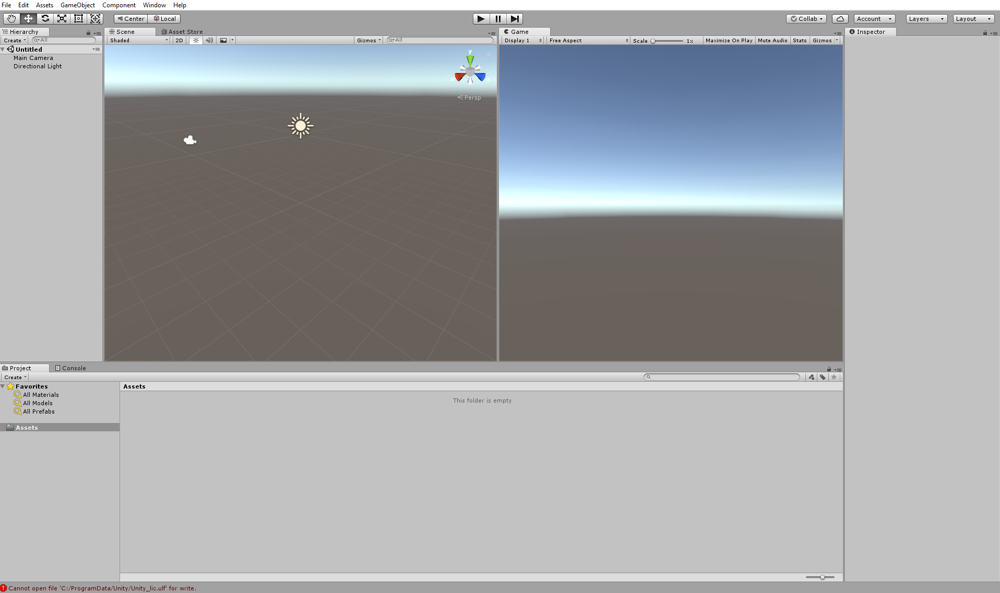 File Edit Assets GameObject Component Window Help
Center Local
Collab Account Layers Layout
Hierarchy
Create All
Untitled
Main Camera
Directional Light
Scene Asset Store
Shaded 2D Gizmos All
y
x z
Persp
Game
Display 1 Free Aspect Scale 1x Maximize On Play Mute Audio Stats Gizmos
Inspector
Project Console
Create
Favorites
All Materials
All Models
All Prefabs
Assets
Assets
This folder is empty
Cannot open file 'C:/ProgramData/Unity/Unity_lic.ulf' for write.